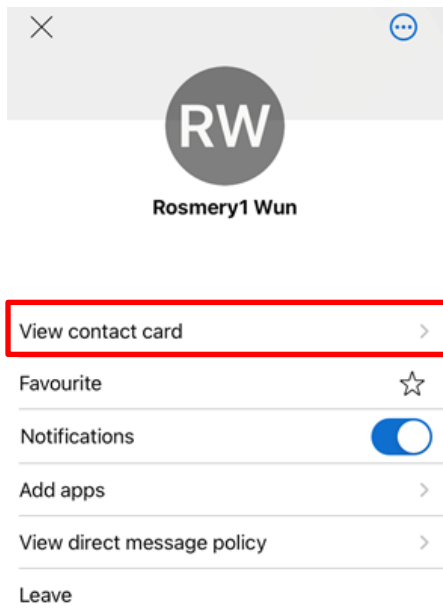 RW
Rosmery1 Wun
View contact card
Favourite
Notifications
Add apps
View direct message policy
Leave